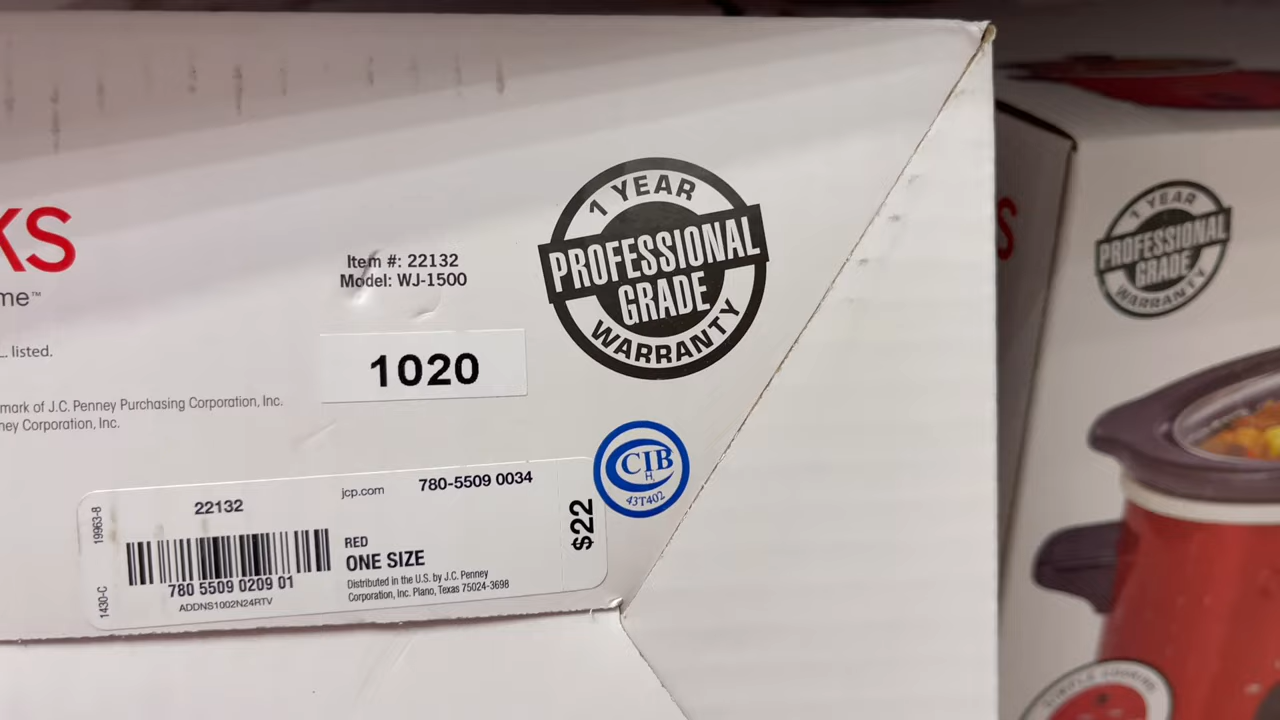 KS
me™
listed.
mark of J.C. Penney Purchasing Corporation, Inc.
ney Corporation, Inc.
Item #: 22132
Model: WJ-1500
1020
1 YEAR
PROFESSIONAL
GRADE
WARRANTY
CIB
H,
43T402
19963-8
1430-C
22132
jcp.com
780-5509 0034
780 5509 0209 01
ADDNS1002N24RTV
RED
ONE SIZE
Distributed in the U.S. by J.C. Penney
Corporation, Inc. Plano, Texas 75024-3698
$22
S
1 YEAR
PROFESSIONAL
GRADE
WARRANTY
SIMPLE COOKING